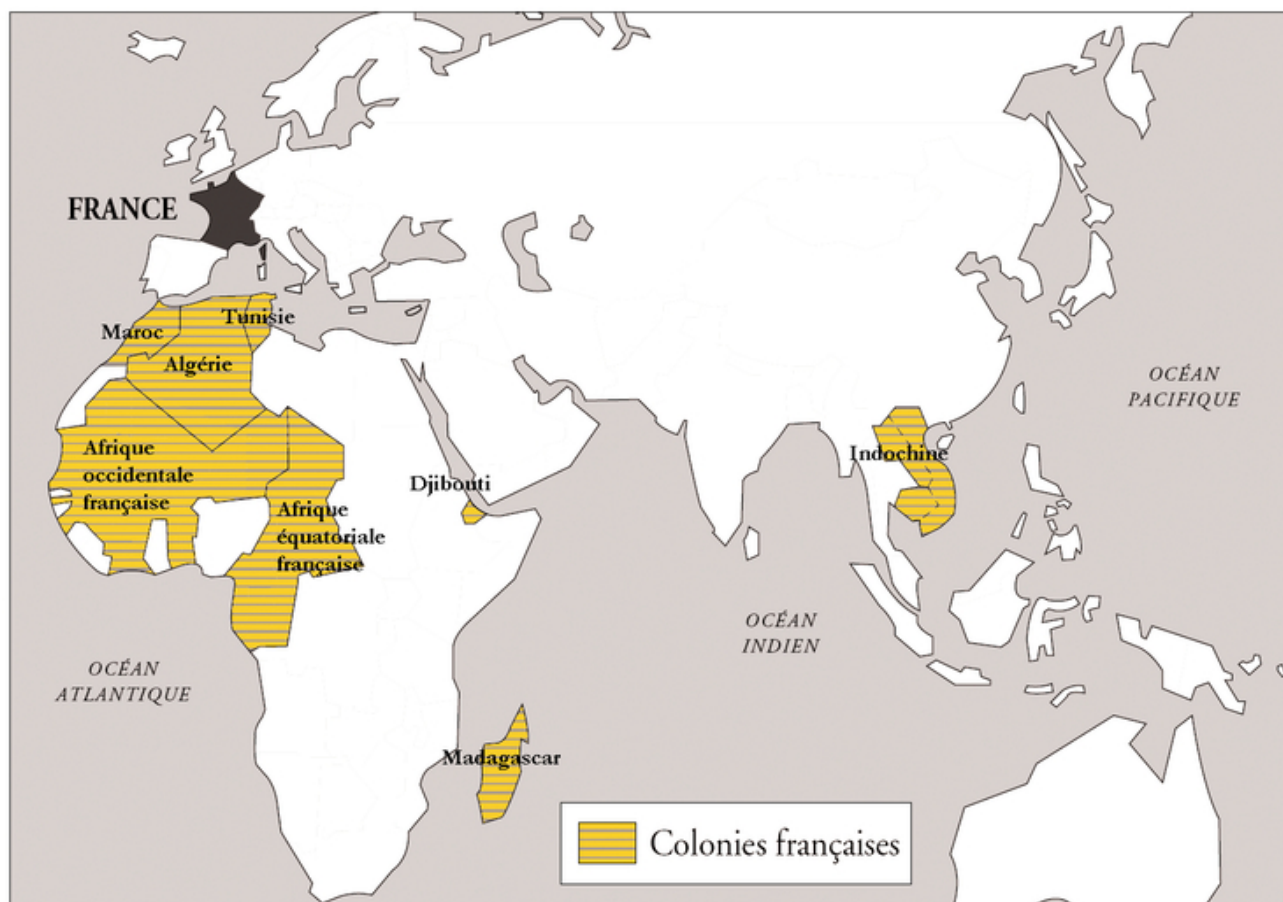 FRANCE
Tunisie
Maroc
Algérie
OCÉAN
PACIFIQUE
Afrique
occidentale
française
Indochine
Djibouti
Afrique
équatoriale
française
OCÉAN
INDIEN
OCÉAN
ATLANTIQUE
Madagascar
Colonies françaises